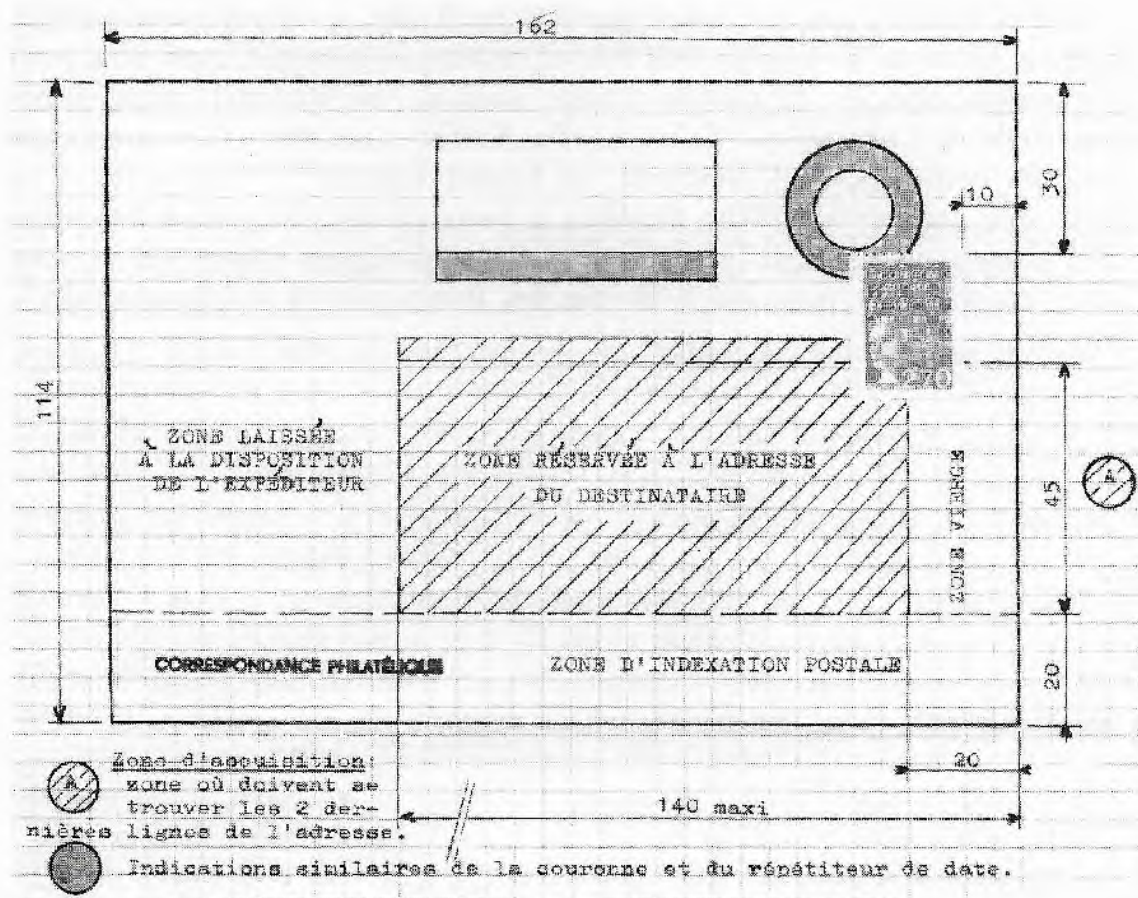 162
30
10
114
ZONE LAISSÉE
À LA DISPOSITION
DE L'EXPÉDITEUR
ZONE RÉSERVÉE À L'ADRESSE
DU DESTINATAIRE
ZONE VIERGE
45
A
CORRESPONDANCE PHILATÉLIQUE
ZONE D'INDEXATION POSTALE
20
20
140 maxi
A
Zone d'acquisition:
zone où doivent se
trouver les 2 der-
nières lignes de l'adresse.
Indications similaires de la couronne et du répétiteur de date.